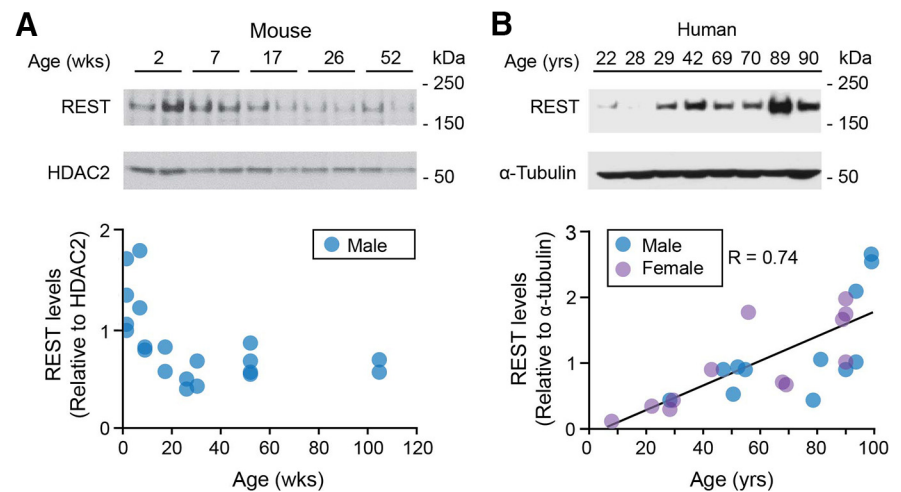 A
Mouse
Age (wks) 2 7 17 26 52 kDa
- 250
REST
- 150
HDAC2
- 50
2
1
0
REST levels
(Relative to HDAC2)
Male
0 20 40 60 80 100 120
Age (wks)
B
Human
Age (yrs) 22 28 29 42 69 70 89 90 kDa
- 250
REST
- 150
α-Tubulin
- 50
3
2
1
0
REST levels
(Relative to α-tubulin)
Male
Female
R = 0.74
0 20 40 60 80 100
Age (yrs)